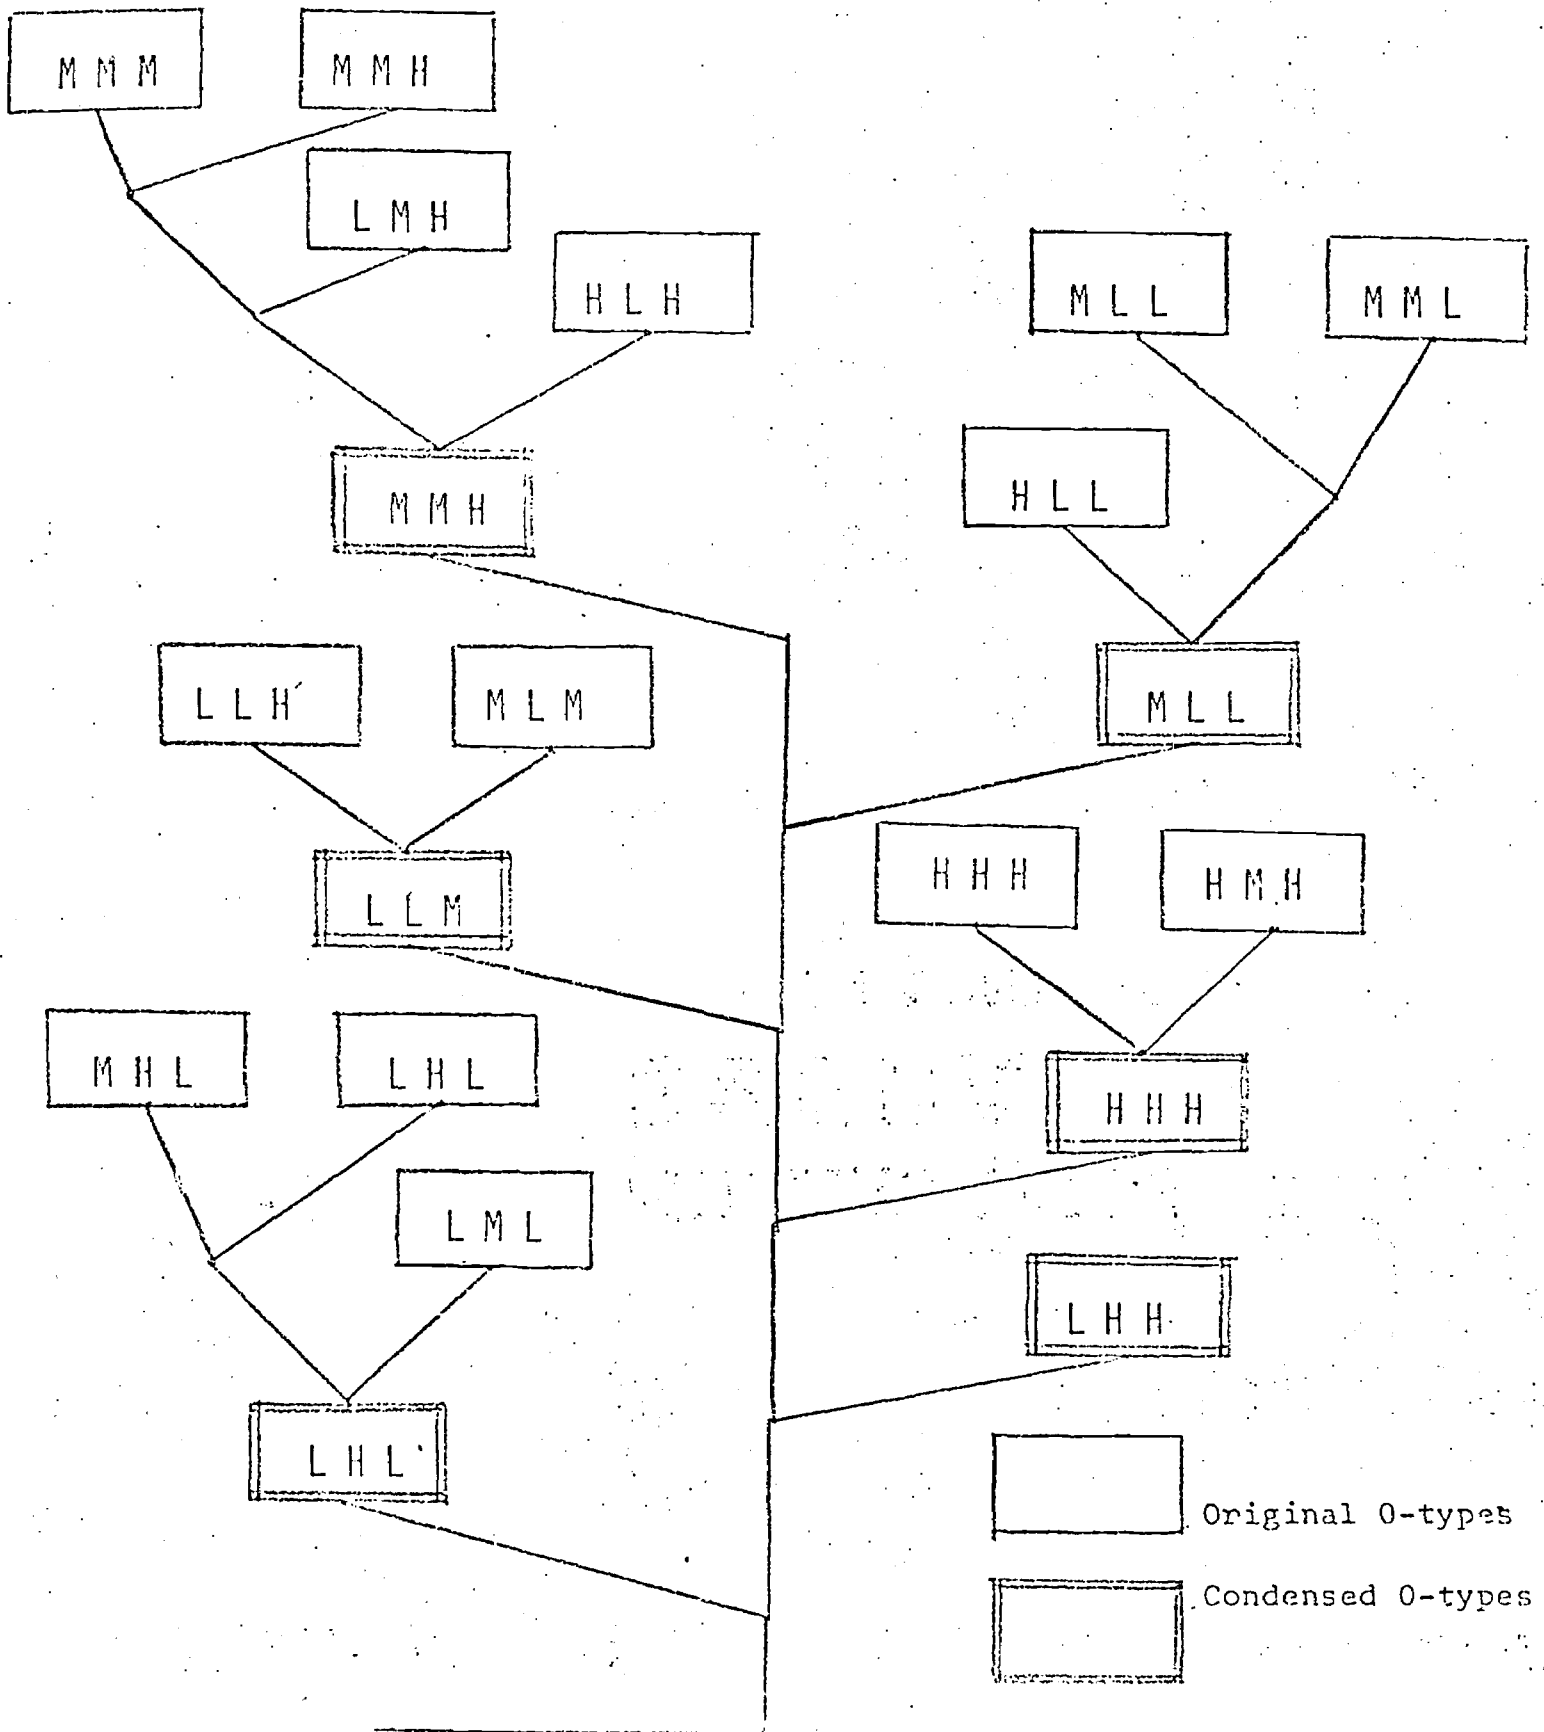 M M M
M M H
L M H
H L H
M L L
M M L
H L L
M M H
L L H
M L M
M L L
H H H
H M H
L L M
M H L
L H L
H H H
L M L
L H H
L H L
Original O-types
Condensed O-types